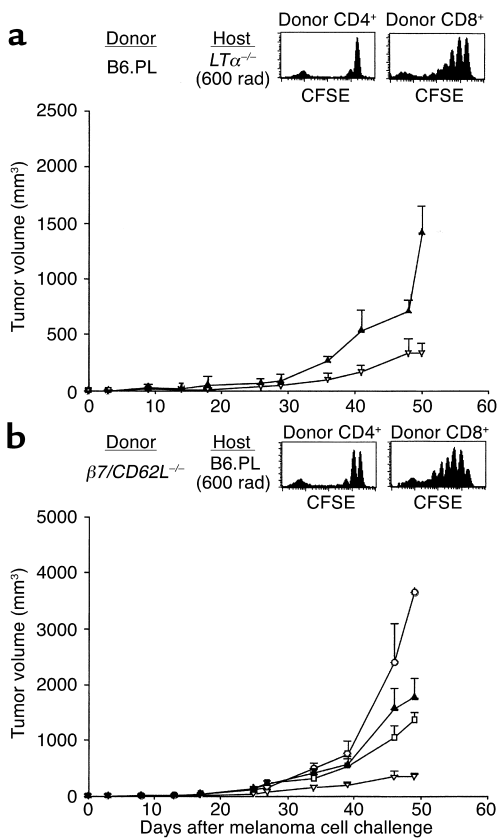 a
Donor
B6.PL
Host
LTα⁻/⁻
(600 rad)
Donor CD4⁺
CFSE
Donor CD8⁺
CFSE
Tumor volume (mm³)
2500
2000
1500
1000
500
0
0 10 20 30 40 50 60
b
Donor
β7/CD62L⁻/⁻
Host
B6.PL
(600 rad)
Donor CD4⁺
CFSE
Donor CD8⁺
CFSE
Tumor volume (mm³)
5000
4000
3000
2000
1000
0
0 10 20 30 40 50 60
Days after melanoma cell challenge